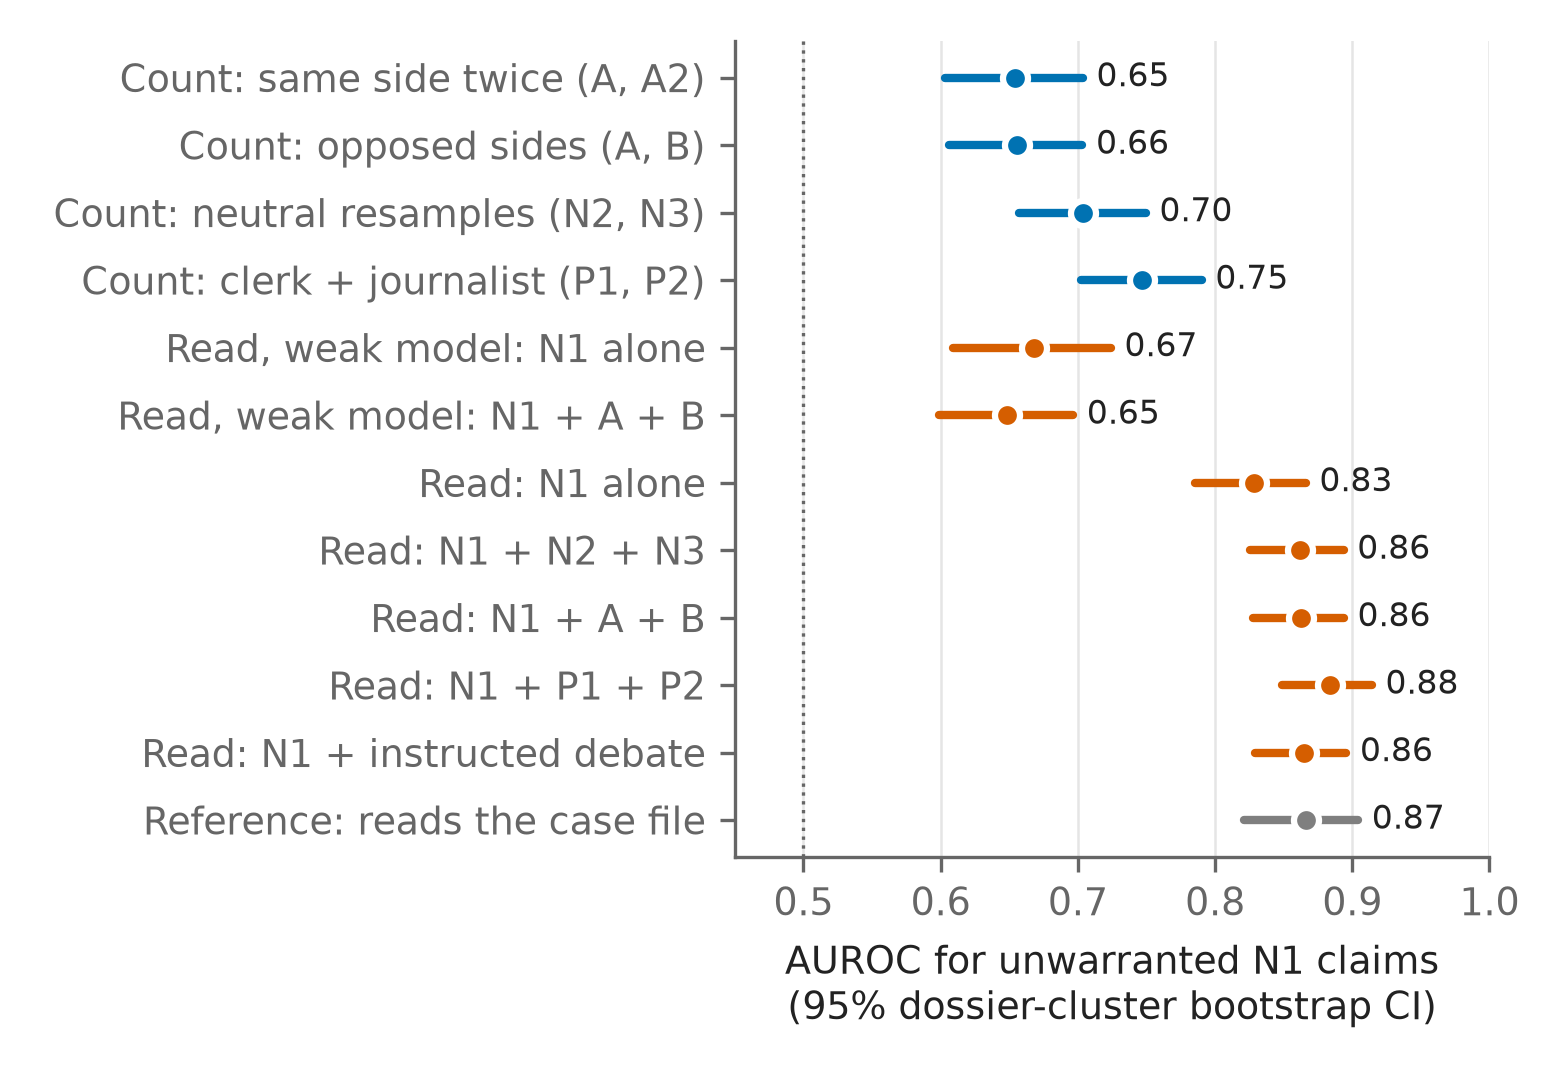 Count: same side twice (A, A2) 0.65
Count: opposed sides (A, B) 0.66
Count: neutral resamples (N2, N3) 0.70
Count: clerk + journalist (P1, P2) 0.75
Read, weak model: N1 alone 0.67
Read, weak model: N1 + A + B 0.65
Read: N1 alone 0.83
Read: N1 + N2 + N3 0.86
Read: N1 + A + B 0.86
Read: N1 + P1 + P2 0.88
Read: N1 + instructed debate 0.86
Reference: reads the case file 0.87
0.5 0.6 0.7 0.8 0.9 1.0
AUROC for unwarranted N1 claims
(95% dossier-cluster bootstrap CI)